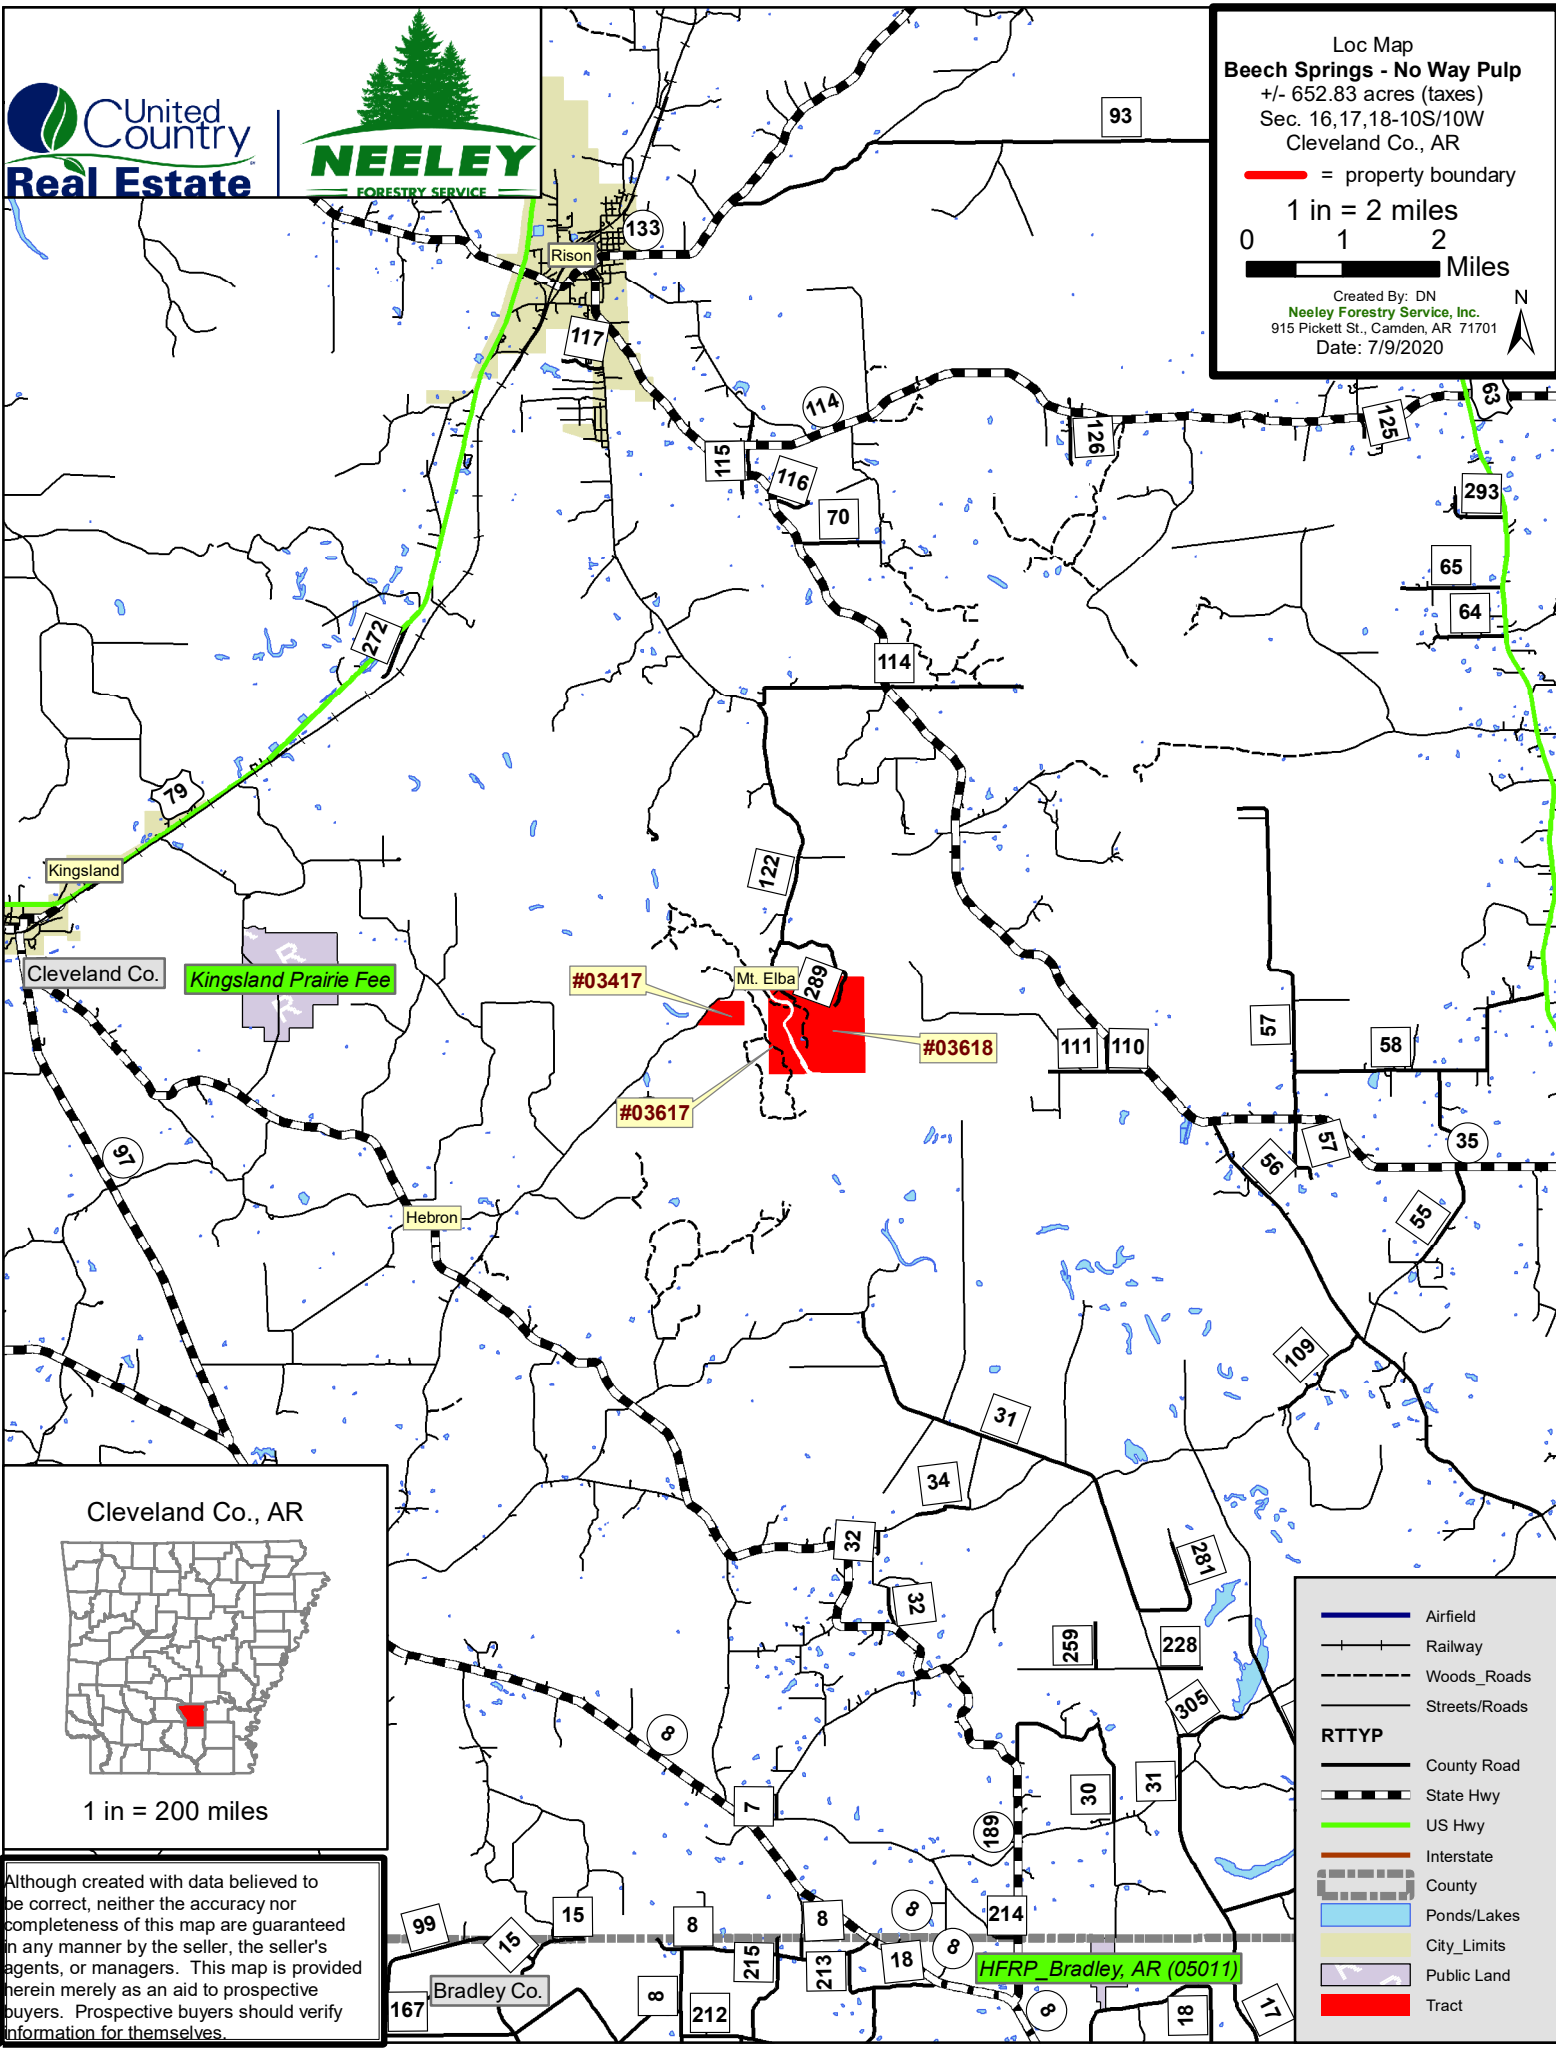 United
Country
Real Estate
NEELEY
FORESTRY SERVICE
Loc Map
Beech Springs - No Way Pulp
+/- 652.83 acres (taxes)
Sec. 16,17,18-10S/10W
Cleveland Co., AR
= property boundary
1 in = 2 miles
0 1 2
Miles
Created By: DN
Neeley Forestry Service, Inc.
915 Pickett St., Camden, AR 71701
Date: 7/9/2020
N
93
133
Rison
117
114
63
125
126
115
116
70
293
65
64
272
114
79
122
Kingsland
Cleveland Co.
Kingsland Prairie Fee
R
R
#03417
Mt. Elba
289
#03618
#03617
57
111
110
58
97
56
57
35
55
Hebron
109
31
34
32
281
32
259
228
305
8
7
30
31
189
99
15
15
8
8
8
214
215
213
18
8
HFRP_Bradley, AR (05011)
Bradley Co.
167
8
212
8
18
17
Cleveland Co., AR
1 in = 200 miles
Although created with data believed to
be correct, neither the accuracy nor
completeness of this map are guaranteed
in any manner by the seller, the seller's
agents, or managers. This map is provided
herein merely as an aid to prospective
buyers. Prospective buyers should verify
information for themselves.
Airfield
Railway
Woods_Roads
Streets/Roads
RTTYP
County Road
State Hwy
US Hwy
Interstate
County
Ponds/Lakes
City_Limits
R
R
Public Land
Tract